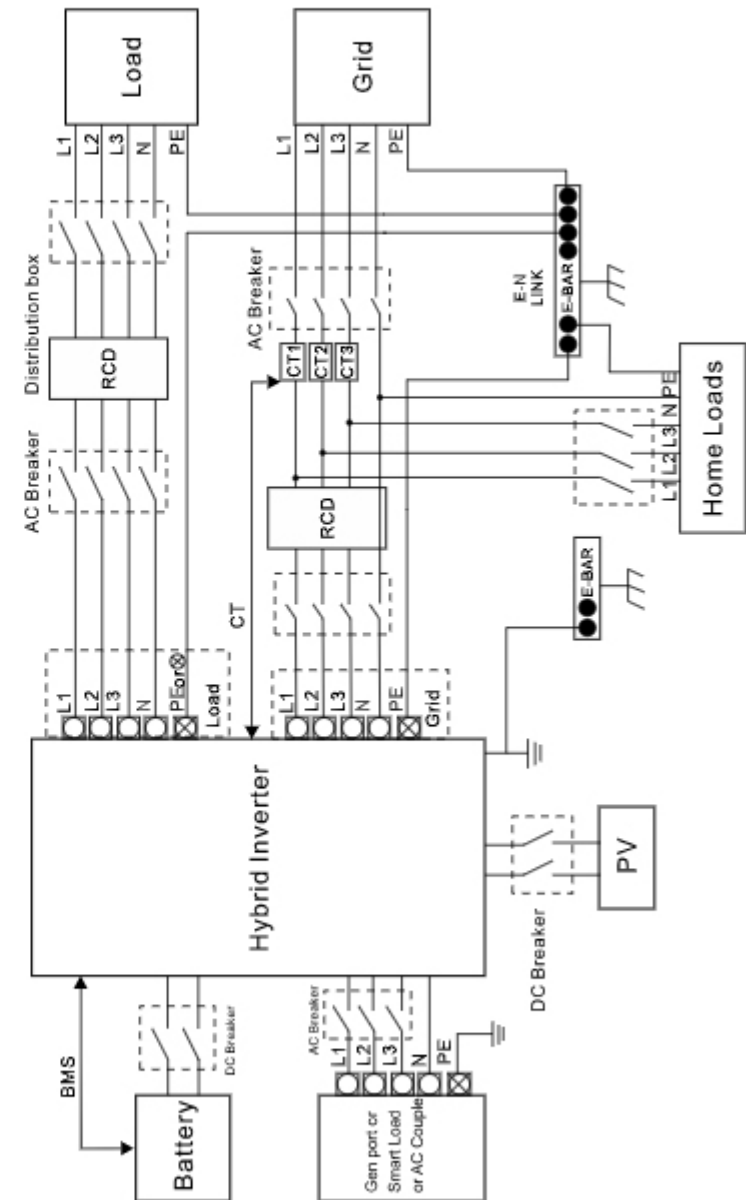 Load
Grid
L1
L2
L3
N
PE
L1
L2
L3
N
PE
Distribution box
RCD
AC Breaker
AC Breaker
CT1
CT2
CT3
E-N
LINK
E-BAR
RCD
CT
L1
L2
L3
N
PE
Home Loads
E-BAR
L1
L2
L3
N
PEor⊗
Load
L1
L2
L3
N
PE
Grid
Hybrid Inverter
PV
DC Breaker
BMS
DC Breaker
AC Breaker
L1
L2
L3
N
PE
Battery
Gen port or
Smart Load
or AC Couple